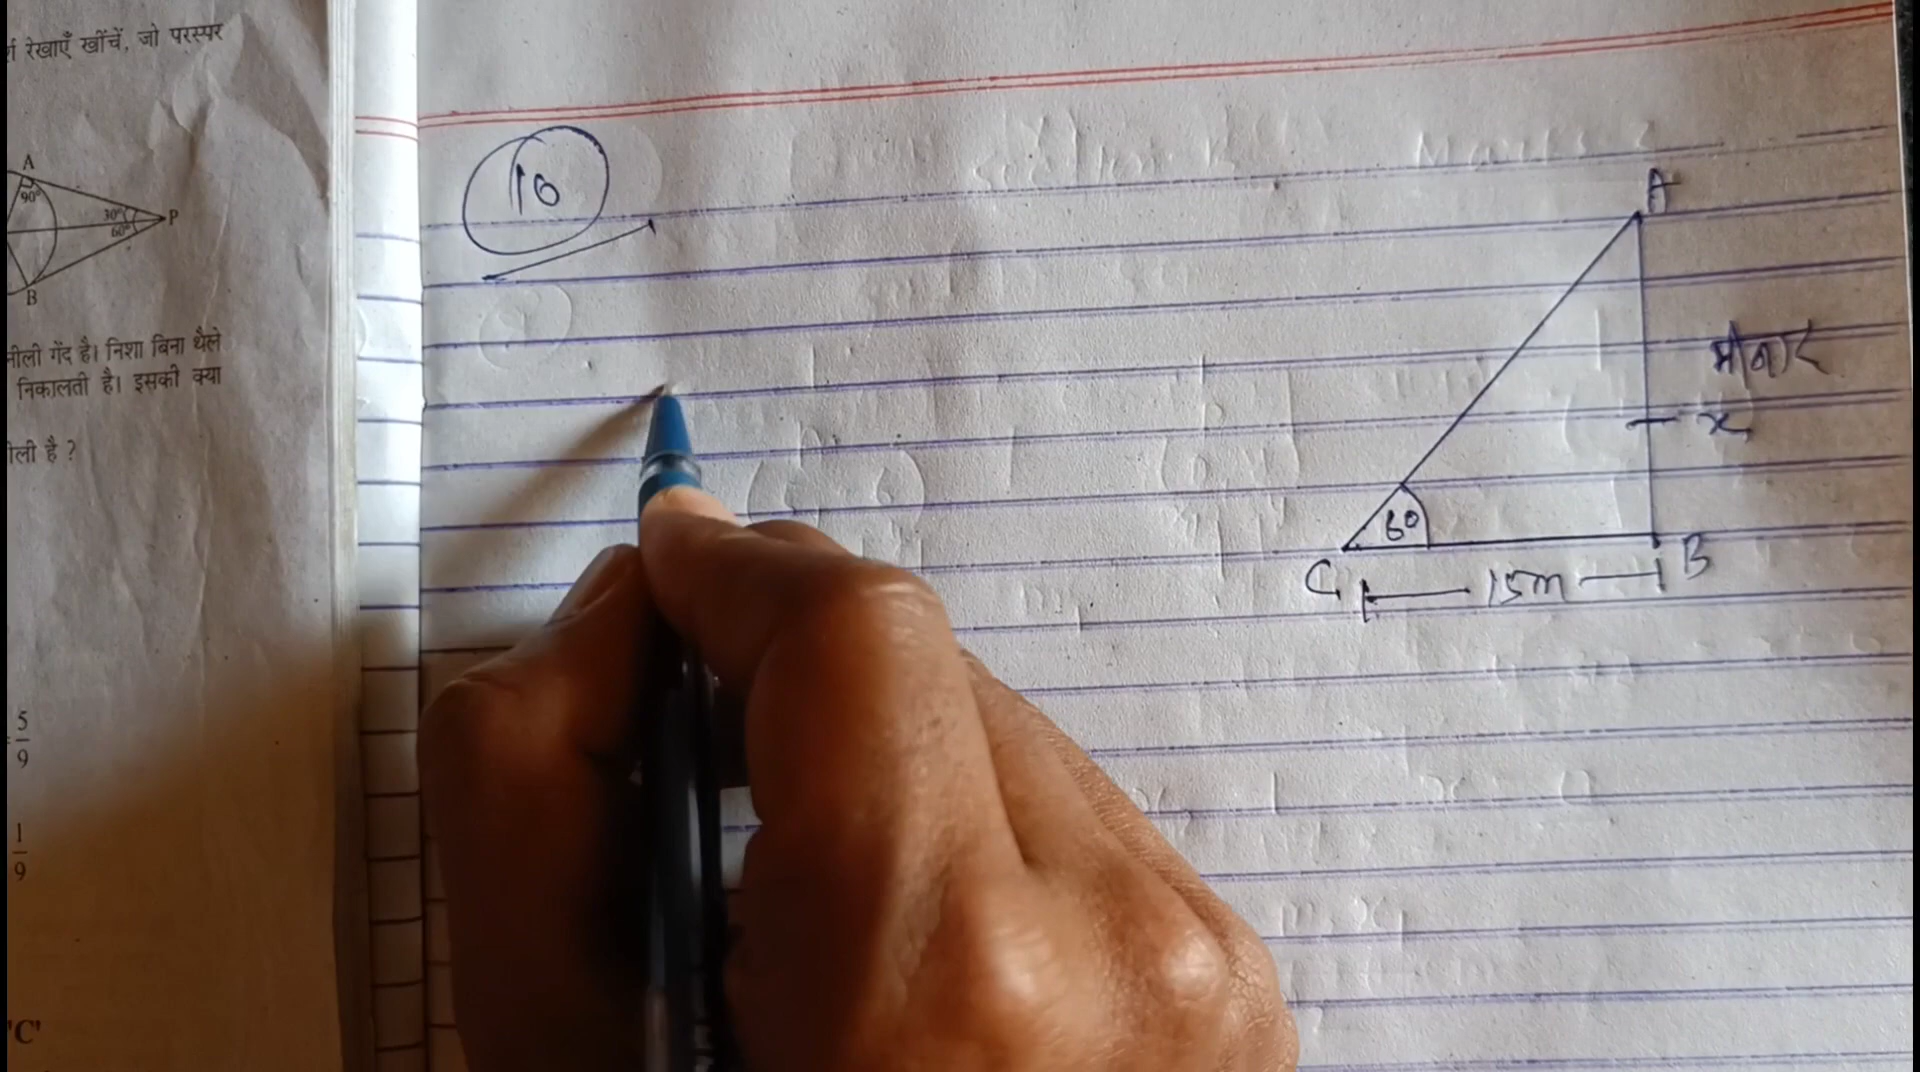 रेखाएँ खींचें, जो परस्पर
A
90°
30°
60°
P
B
नीली गेंद है। निशा बिना थैले
निकालती है। इसकी क्या
है ?
5
9
1
9
'C'
10
A
मीनार
x
60
C
15m
B